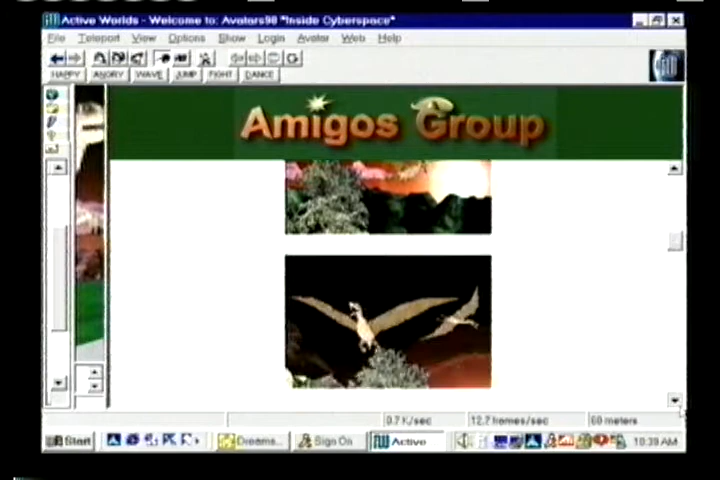 Active Worlds - Welcome to: Avatars98 "Inside Cyberspace"
File Teleport View Options Show Login Avatar Web Help
HAPPY ANGRY WAVE JUMP FIGHT DANCE
Amigos Group
0.7 K/sec 12.7 frames/sec 60 meters
Start Dreams... Sign On Active 10:39 AM